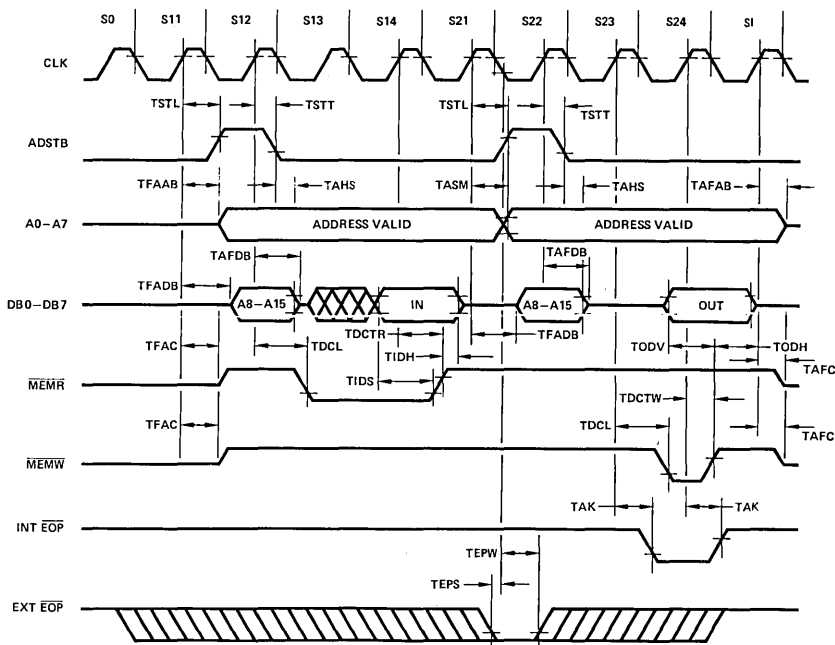 S0 S11 S12 S13 S14 S21 S22 S23 S24 SI
CLK
TSTL TSTT TSTL TSTT
ADSTB
TFAAB TAHS TASM TAHS TAFAB
A0-A7 ADDRESS VALID ADDRESS VALID
TAFDB TAFDB
TFADB
DB0-DB7 A8-A15 IN A8-A15 OUT
TDCTR TFADB
TFAC TDCL TIDH TODV TODH
TAFC
MEMR TIDS
TDCTW
TFAC TDCL
TAFC
MEMW
TAK TAK
INT EOP
TEPW
TEPS
EXT EOP